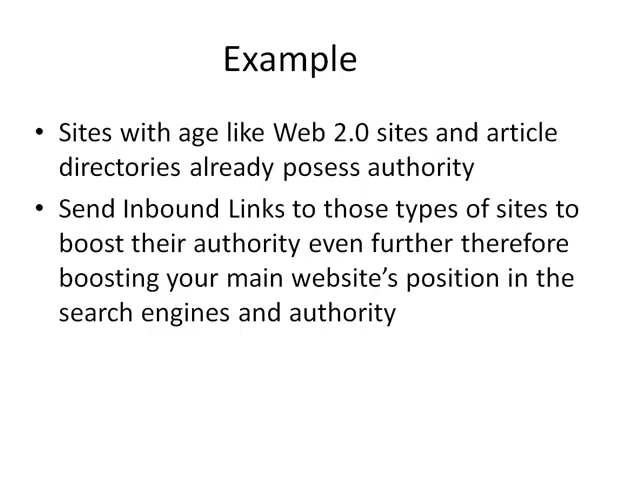 Example
• Sites with age like Web 2.0 sites and article
directories already posess authority
• Send Inbound Links to those types of sites to
boost their authority even further therefore
boosting your main website’s position in the
search engines and authority